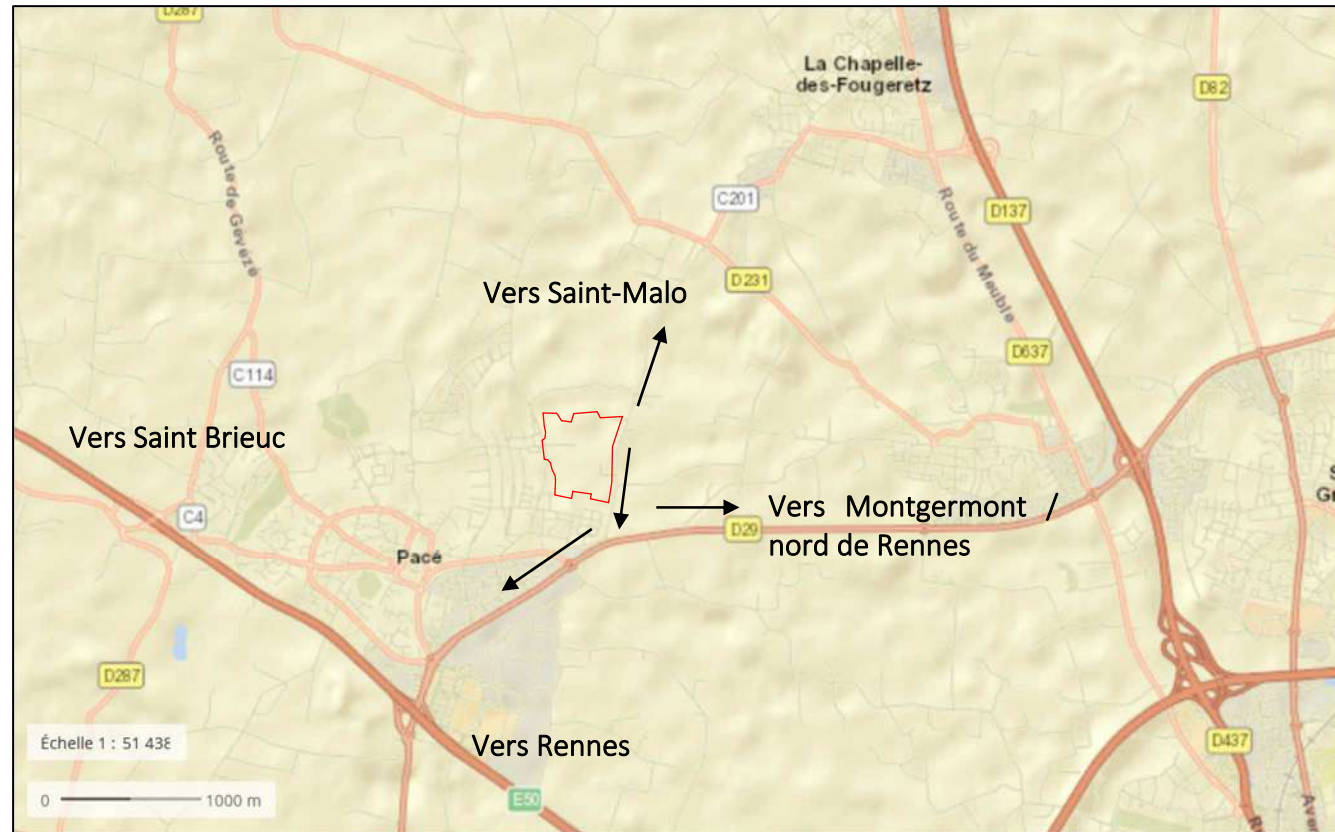 D287
La Chapelle-
des-Fougeretz
D82
Route de Gévezé
C201
D137
Route du Meuble
D231
Vers Saint-Malo
D637
C114
Vers Saint Brieuc
Vers Montgermont /
nord de Rennes
D29
C4
Pacé
D287
Vers Rennes
D437
Échelle 1 : 51 438
0 1000 m
E50